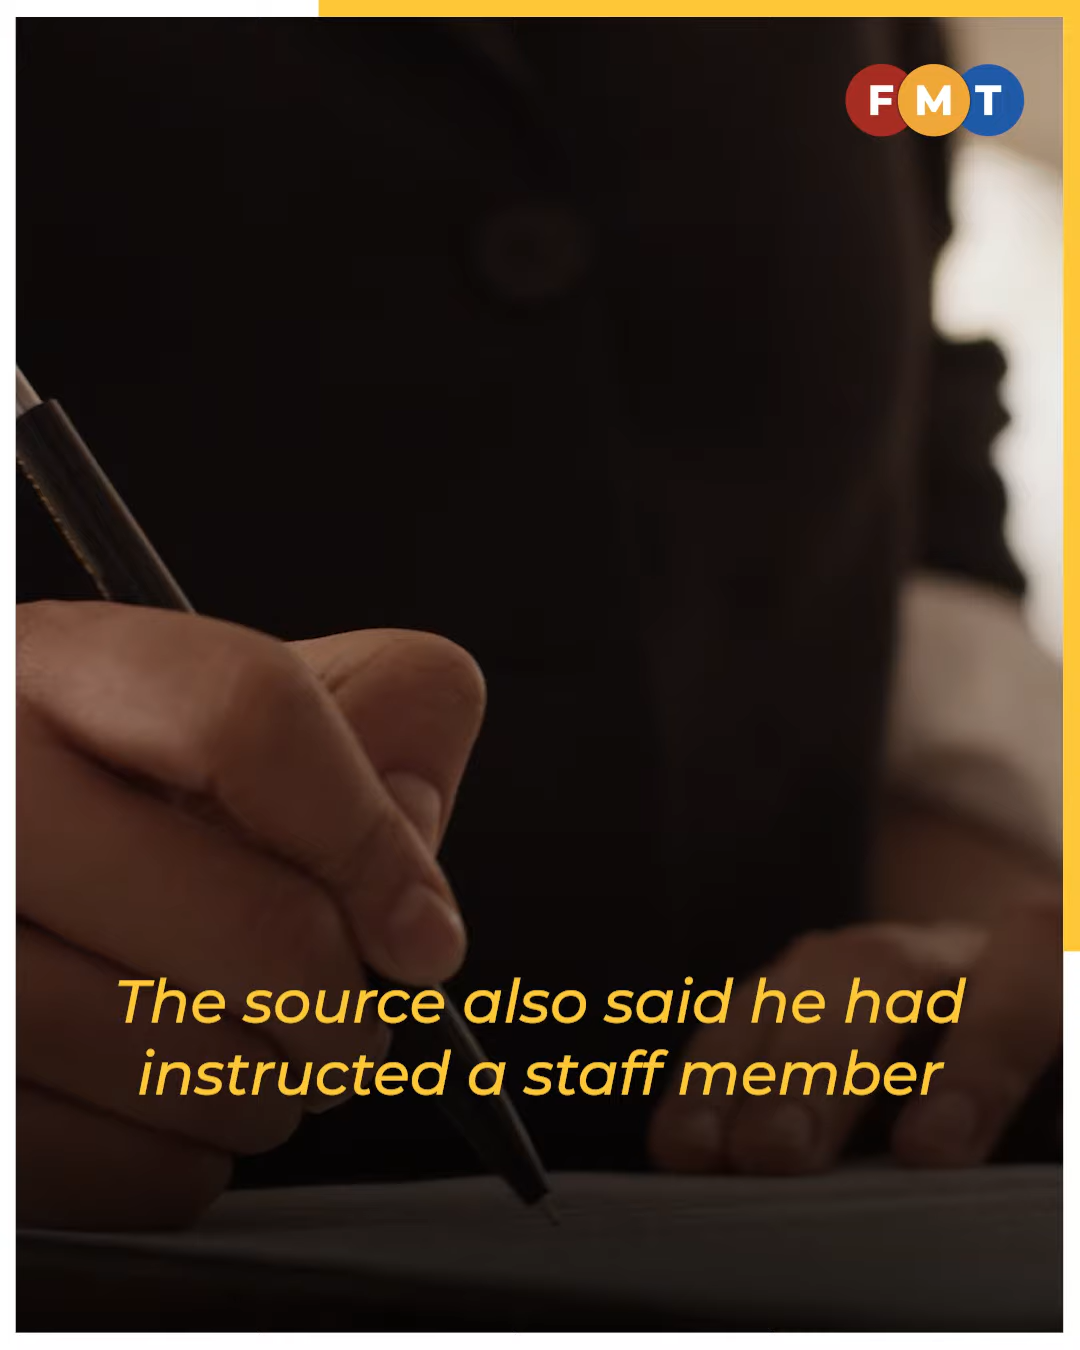 FMT
The source also said he had
instructed a staff member